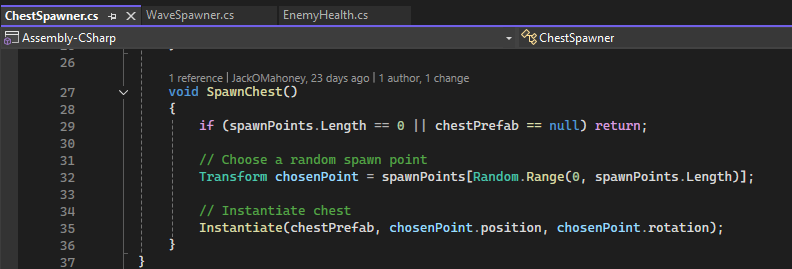 ChestSpawner.cs WaveSpawner.cs EnemyHealth.cs
Assembly-CSharp ChestSpawner
26
1 reference | JackOMahoney, 23 days ago | 1 author, 1 change
27 void SpawnChest()
28 {
29 if (spawnPoints.Length == 0 || chestPrefab == null) return;
30
31 // Choose a random spawn point
32 Transform chosenPoint = spawnPoints[Random.Range(0, spawnPoints.Length)];
33
34 // Instantiate chest
35 Instantiate(chestPrefab, chosenPoint.position, chosenPoint.rotation);
36 }
37 }